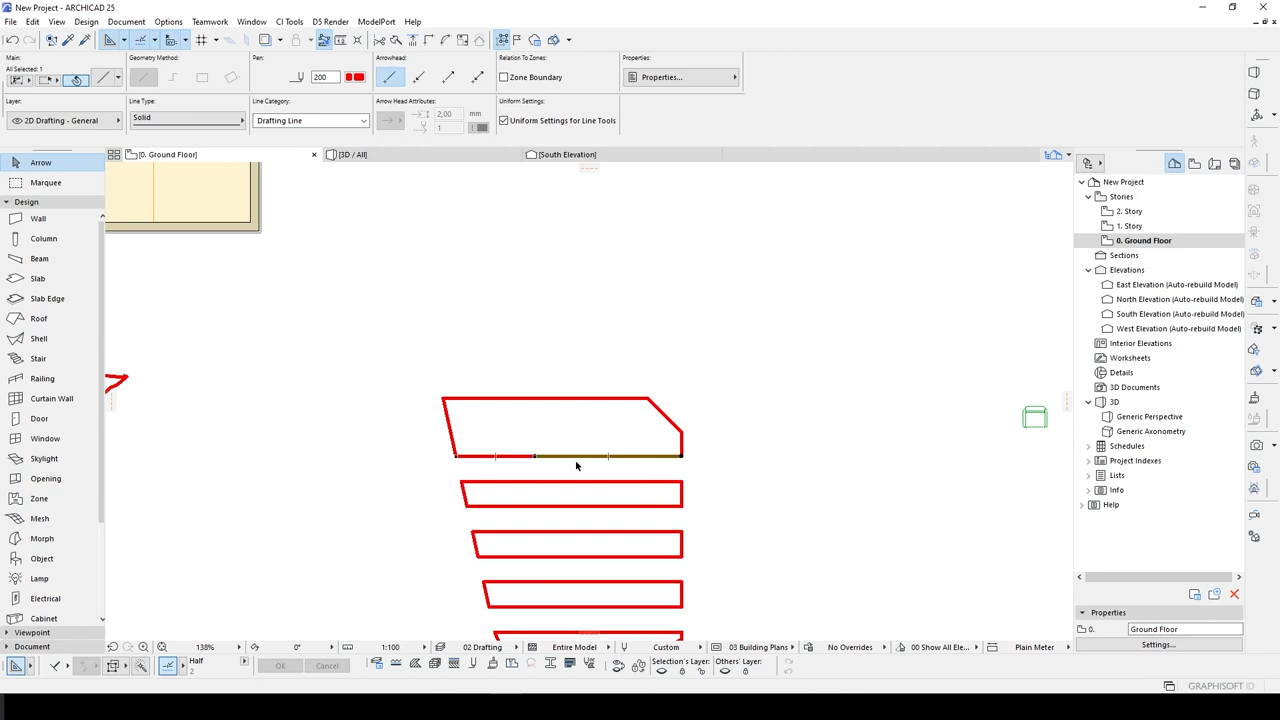 New Project - ARCHICAD 25
File Edit View Design Document Options Teamwork Window CI Tools D5 Render ModelPort Help
Main: Geometry Method: Pen: Arrowhead: Relation To Zones: Properties:
All Selected: 1
200 Zone Boundary Properties...
Layer: Line Type: Line Category: Arrow Head Attributes: Uniform Settings:
2D Drafting - General Solid Drafting Line 2,00 mm Uniform Settings for Line Tools
1
[0. Ground Floor] [3D / All] [South Elevation]
Arrow
Marquee
Design
Wall
Column
Beam
Slab
Slab Edge
Roof
Shell
Stair
Railing
Curtain Wall
Door
Window
Skylight
Opening
Zone
Mesh
Morph
Object
Lamp
Electrical
Cabinet
Viewpoint
Document
New Project
Stories
2. Story
1. Story
0. Ground Floor
Sections
Elevations
East Elevation (Auto-rebuild Model)
North Elevation (Auto-rebuild Model)
South Elevation (Auto-rebuild Model)
West Elevation (Auto-rebuild Model)
Interior Elevations
Worksheets
Details
3D Documents
3D
Generic Perspective
Generic Axonometry
Schedules
Project Indexes
Lists
Info
Help
Properties
0. Ground Floor
Settings...
138% 0° 1:100 02 Drafting Entire Model Custom 03 Building Plans No Overrides 00 Show All Ele... Plain Meter
Half
2
OK Cancel Selection's Layer: Others' Layer:
GRAPHISOFT